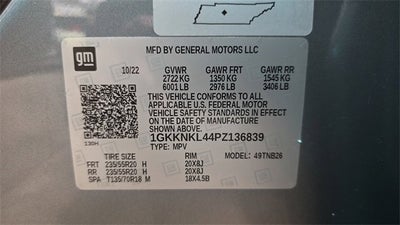 gm
MFD BY GENERAL MOTORS LLC
10/22 GVWR GAWR FRT GAWR RR
2722 KG 1350 KG 1545 KG
6001 LB 2976 LB 3406 LB
THIS VEHICLE CONFORMS TO ALL
APPLICABLE U.S. FEDERAL MOTOR
VEHICLE SAFETY STANDARDS IN EFFECT ON
THE DATE OF MANUFACTURE SHOWN ABOVE.
1GKKNKL44PZ136839
130H
TYPE: MPV
TIRE SIZE SPEED RTG RIM MODEL: 49TNB26
FRT 235/55R20 H 20X8J
RR 235/55R20 H 20X8J
SPA T135/70R18 M 18X4.5B